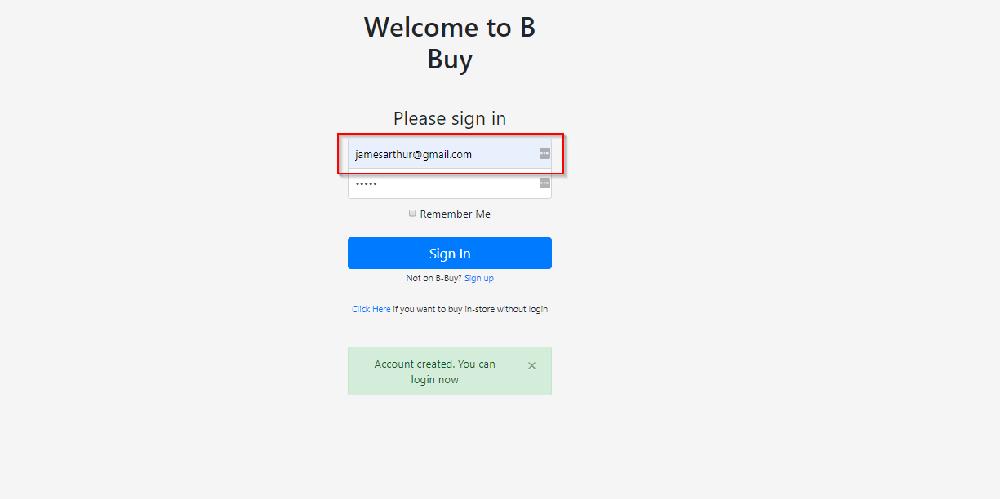 Welcome to B
Buy
Please sign in
jamesarthur@gmail.com
•••••
Remember Me
Sign In
Not on B-Buy? Sign up
Click Here if you want to buy in-store without login
Account created. You can
login now
×